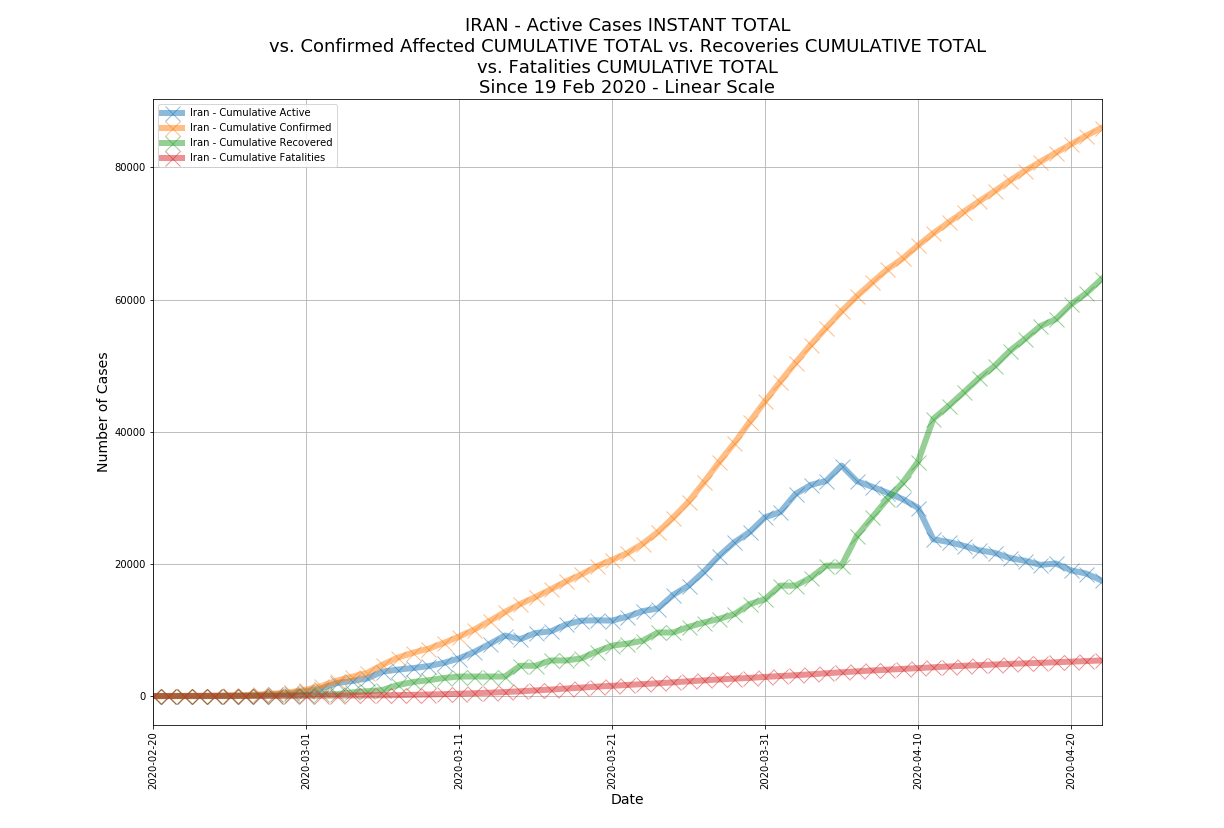 IRAN - Active Cases INSTANT TOTAL
vs. Confirmed Affected CUMULATIVE TOTAL vs. Recoveries CUMULATIVE TOTAL
vs. Fatalities CUMULATIVE TOTAL
Since 19 Feb 2020 - Linear Scale
Iran - Cumulative Active
Iran - Cumulative Confirmed
Iran - Cumulative Recovered
Iran - Cumulative Fatalities
80000
60000
40000
20000
0
Number of Cases
2020-02-20
2020-03-01
2020-03-11
2020-03-21
2020-03-31
2020-04-10
2020-04-20
Date